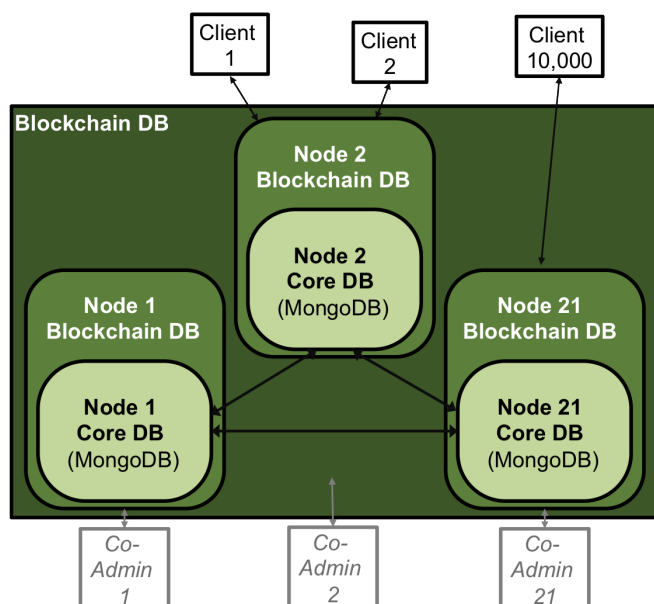 Client
1
Client
2
Client
10,000
Blockchain DB
Node 2
Blockchain DB
Node 2
Core DB
(MongoDB)
Node 1
Blockchain DB
Node 1
Core DB
(MongoDB)
Node 21
Blockchain DB
Node 21
Core DB
(MongoDB)
Co-
Admin
1
Co-
Admin
2
Co-
Admin
21